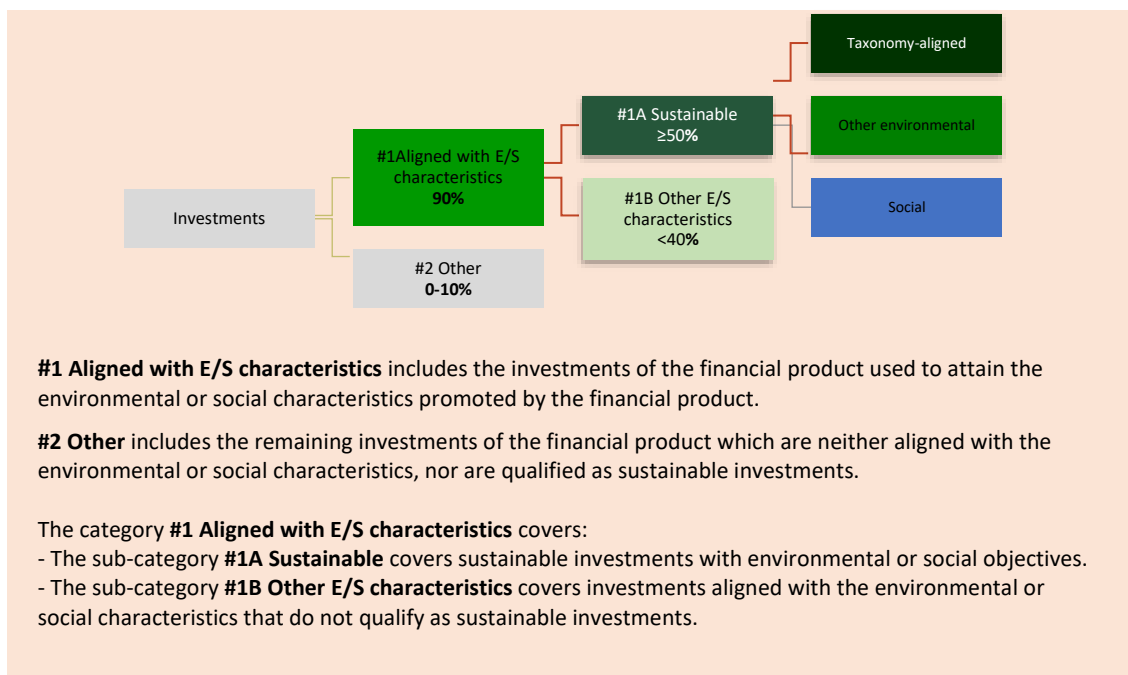 Taxonomy-aligned
#1A Sustainable
≥50%
Other environmental
#1Aligned with E/S
characteristics
90%
#1B Other E/S
characteristics
<40%
Social
Investments
#2 Other
0-10%
#1 Aligned with E/S characteristics includes the investments of the financial product used to attain the
environmental or social characteristics promoted by the financial product.
#2 Other includes the remaining investments of the financial product which are neither aligned with the
environmental or social characteristics, nor are qualified as sustainable investments.
The category #1 Aligned with E/S characteristics covers:
- The sub-category #1A Sustainable covers sustainable investments with environmental or social objectives.
- The sub-category #1B Other E/S characteristics covers investments aligned with the environmental or
social characteristics that do not qualify as sustainable investments.